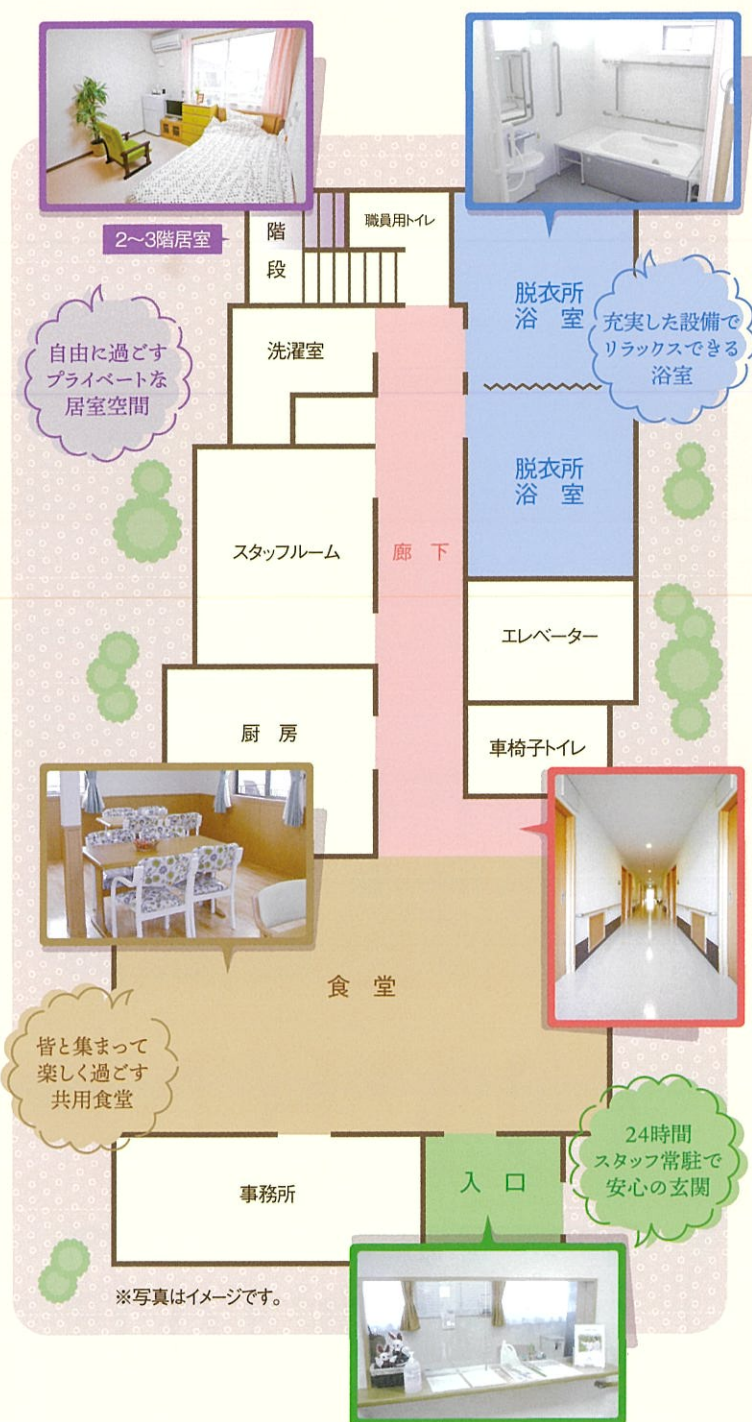 2〜3階居室
階
段
職員用トイレ
脱衣所
浴　室
充実した設備で
リラックスできる
浴室
自由に過ごす
プライベートな
居室空間
洗濯室
脱衣所
浴　室
スタッフルーム
廊　下
エレベーター
厨　房
車椅子トイレ
食　堂
皆と集まって
楽しく過ごす
共用食堂
24時間
スタッフ常駐で
安心の玄関
事務所
入　口
※写真はイメージです。